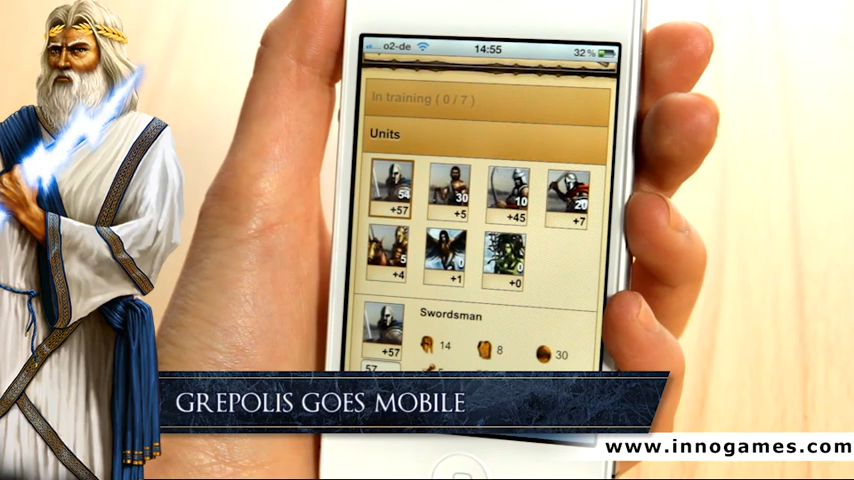 o2-de 14:55 32%
In training ( 0 / 7 )
Units
54 30 10 20
+57 +5 +45 +7
5 0 0
+4 +1 +0
Swordsman
+57 14 8 30
57
GREPOLIS GOES MOBILE
www.innogames.com